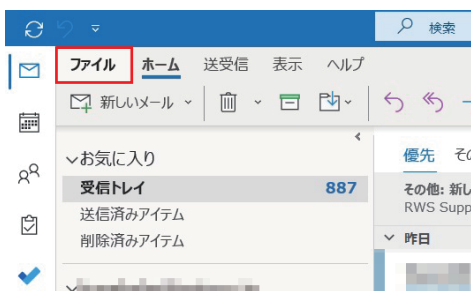 検索
ファイル ホーム 送受信 表示 ヘルプ
新しいメール
お気に入り
受信トレイ 887
送信済みアイテム
削除済みアイテム
優先 その
その他: 新し
RWS Supp
昨日